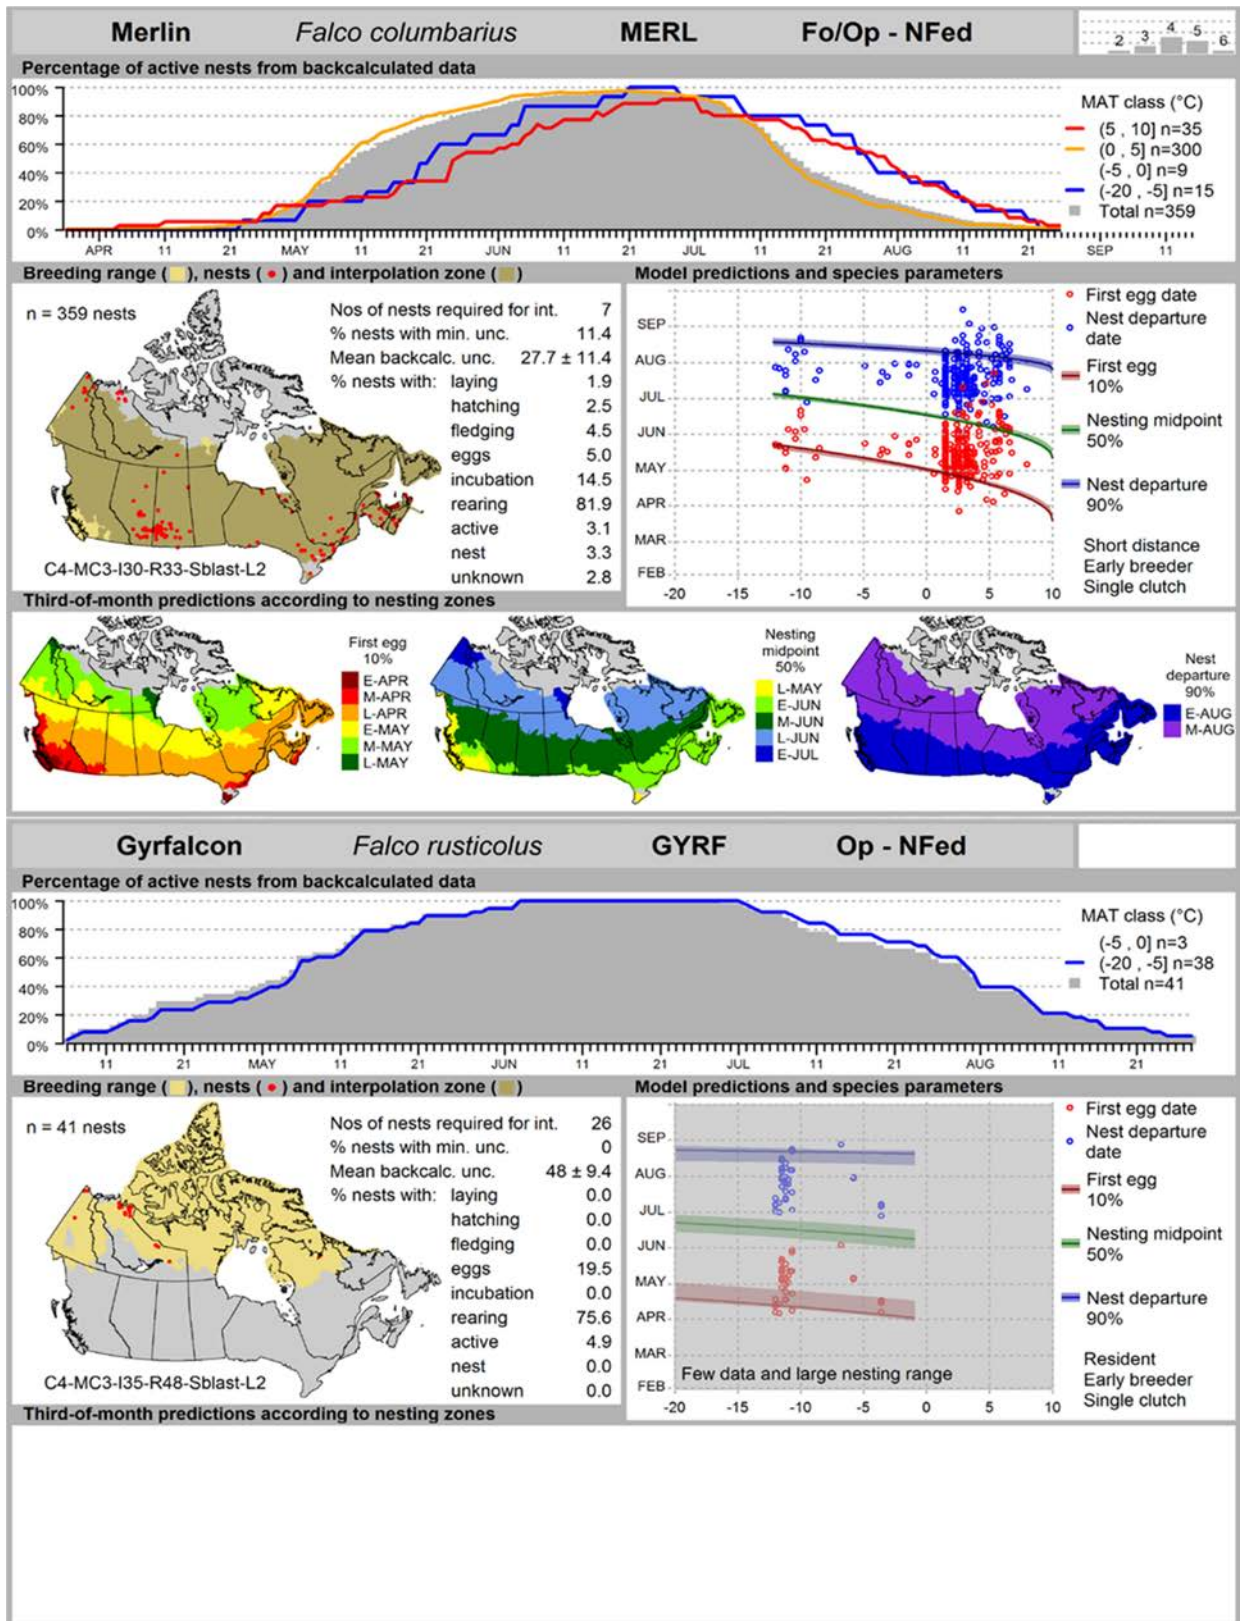 Merlin Falco columbarius MERL Fo/Op - NFed
2 3 4 5 6
Percentage of active nests from backcalculated data
100%
80%
60%
40%
20%
0%
APR 11 21 MAY 11 21 JUN 11 21 JUL 11 21 AUG 11 21 SEP 11
MAT class (°C)
(5 , 10] n=35
(0 , 5] n=300
(-5 , 0] n=9
(-20 , -5] n=15
Total n=359
Breeding range ( ), nests ( ) and interpolation zone ( )
n = 359 nests
C4-MC3-I30-R33-Sblast-L2
Nos of nests required for int. 7
% nests with min. unc. 11.4
Mean backcalc. unc. 27.7 ± 11.4
% nests with: laying 1.9
hatching 2.5
fledging 4.5
eggs 5.0
incubation 14.5
rearing 81.9
active 3.1
nest 3.3
unknown 2.8
Model predictions and species parameters
SEP
AUG
JUL
JUN
MAY
APR
MAR
FEB
-20 -15 -10 -5 0 5 10
First egg date
Nest departure
date
First egg
10%
Nesting midpoint
50%
Nest departure
90%
Short distance
Early breeder
Single clutch
Third-of-month predictions according to nesting zones
First egg
10%
E-APR
M-APR
L-APR
E-MAY
M-MAY
L-MAY
Nesting
midpoint
50%
L-MAY
E-JUN
M-JUN
L-JUN
E-JUL
Nest
departure
90%
E-AUG
M-AUG
Gyrfalcon Falco rusticolus GYRF Op - NFed
Percentage of active nests from backcalculated data
100%
80%
60%
40%
20%
0%
11 21 MAY 11 21 JUN 11 21 JUL 11 21 AUG 11 21
MAT class (°C)
(-5 , 0] n=3
(-20 , -5] n=38
Total n=41
Breeding range ( ), nests ( ) and interpolation zone ( )
n = 41 nests
C4-MC3-I35-R48-Sblast-L2
Nos of nests required for int. 26
% nests with min. unc. 0
Mean backcalc. unc. 48 ± 9.4
% nests with: laying 0.0
hatching 0.0
fledging 0.0
eggs 19.5
incubation 0.0
rearing 75.6
active 4.9
nest 0.0
unknown 0.0
Model predictions and species parameters
SEP
AUG
JUL
JUN
MAY
APR
MAR
FEB
Few data and large nesting range
-20 -15 -10 -5 0 5 10
First egg date
Nest departure
date
First egg
10%
Nesting midpoint
50%
Nest departure
90%
Resident
Early breeder
Single clutch
Third-of-month predictions according to nesting zones